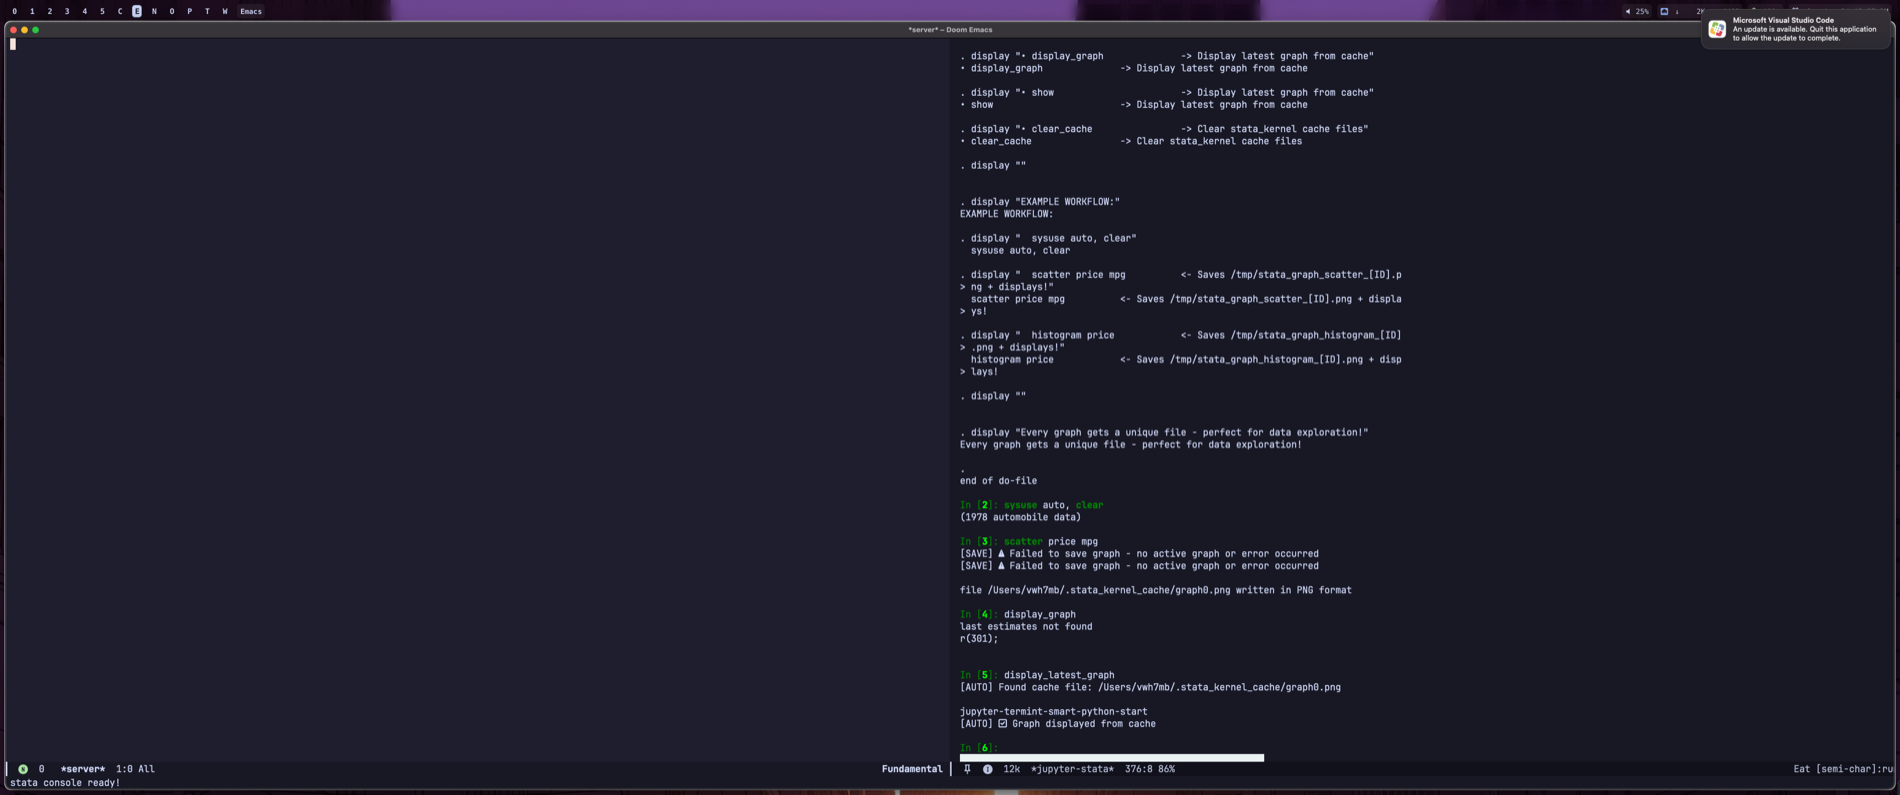 0 1 2 3 4 5 C E N O P T W Emacs
25%
*server* – Doom Emacs
Microsoft Visual Studio Code
An update is available. Quit this application
to allow the update to complete.
. display "• display_graph -> Display latest graph from cache"
• display_graph -> Display latest graph from cache
. display "• show -> Display latest graph from cache"
• show -> Display latest graph from cache
. display "• clear_cache -> Clear stata_kernel cache files"
• clear_cache -> Clear stata_kernel cache files
. display ""
. display "EXAMPLE WORKFLOW:"
EXAMPLE WORKFLOW:
. display "  sysuse auto, clear"
  sysuse auto, clear
. display "  scatter price mpg <- Saves /tmp/stata_graph_scatter_[ID].p
> ng + displays!"
  scatter price mpg <- Saves /tmp/stata_graph_scatter_[ID].png + displa
> ys!
. display "  histogram price <- Saves /tmp/stata_graph_histogram_[ID]
> .png + displays!"
  histogram price <- Saves /tmp/stata_graph_histogram_[ID].png + disp
> lays!
. display ""
. display "Every graph gets a unique file - perfect for data exploration!"
Every graph gets a unique file - perfect for data exploration!
.
end of do-file
In [2]: sysuse auto, clear
(1978 automobile data)
In [3]: scatter price mpg
[SAVE] ⚠ Failed to save graph - no active graph or error occurred
[SAVE] ⚠ Failed to save graph - no active graph or error occurred
file /Users/vwh7mb/.stata_kernel_cache/graph0.png written in PNG format
In [4]: display_graph
last estimates not found
r(301);
In [5]: display_latest_graph
[AUTO] Found cache file: /Users/vwh7mb/.stata_kernel_cache/graph0.png
jupyter-termint-smart-python-start
[AUTO] ☑ Graph displayed from cache
In [6]:
0 *server* 1:0 All Fundamental
12k *jupyter-stata* 376:8 86% Eat [semi-char]:ru
stata console ready!